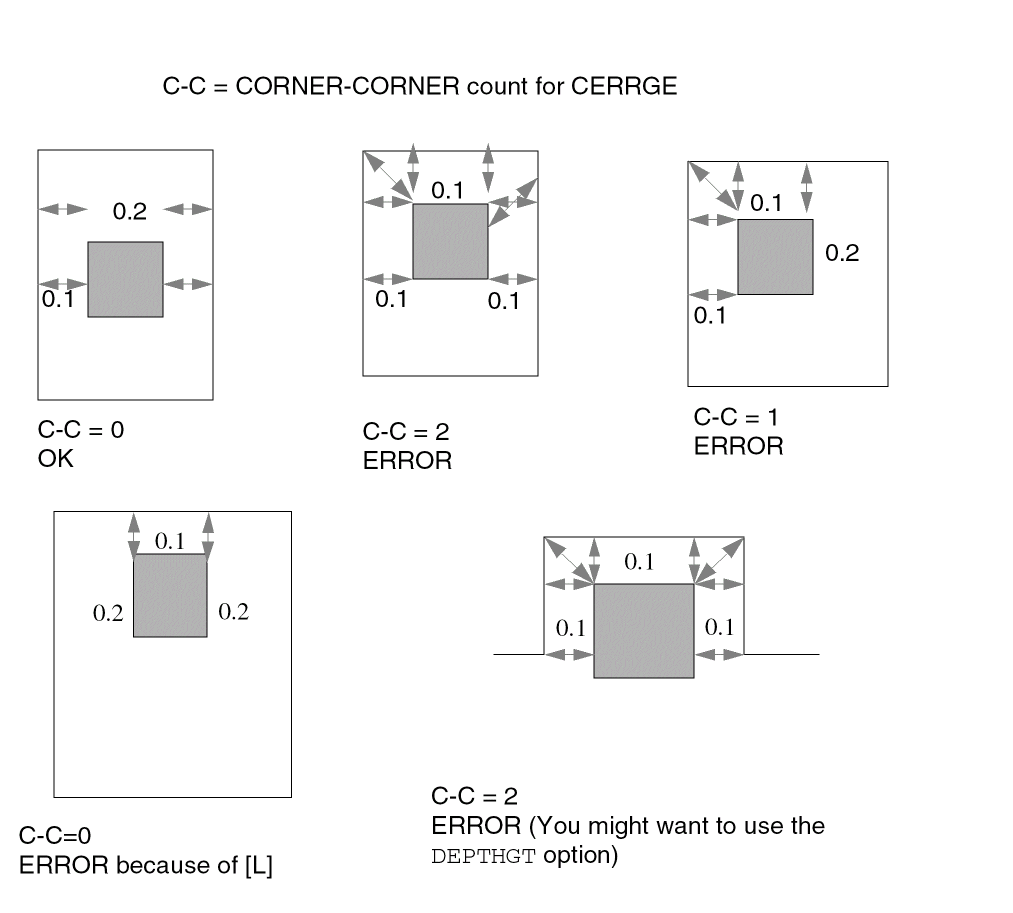 C-C = CORNER-CORNER count for CERRGE
0.2
0.1
C-C = 0
OK
0.1
0.1
0.1
C-C = 2
ERROR
0.1
0.2
0.1
C-C = 1
ERROR
0.1
0.2
0.2
C-C=0
ERROR because of [L]
0.1
0.1
0.1
C-C = 2
ERROR (You might want to use the
DEPTHGT option)